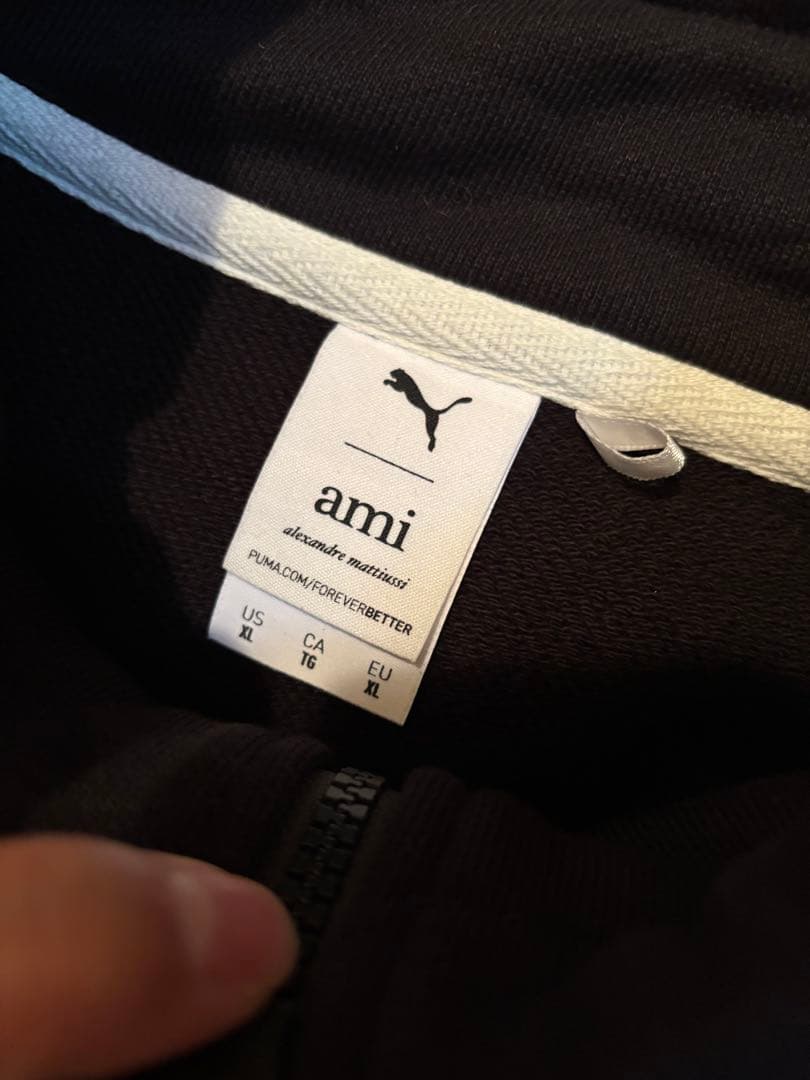 ami
alexandre mattiussi
PUMA.COM/FOREVERBETTER
US CA EU
XL TG XL